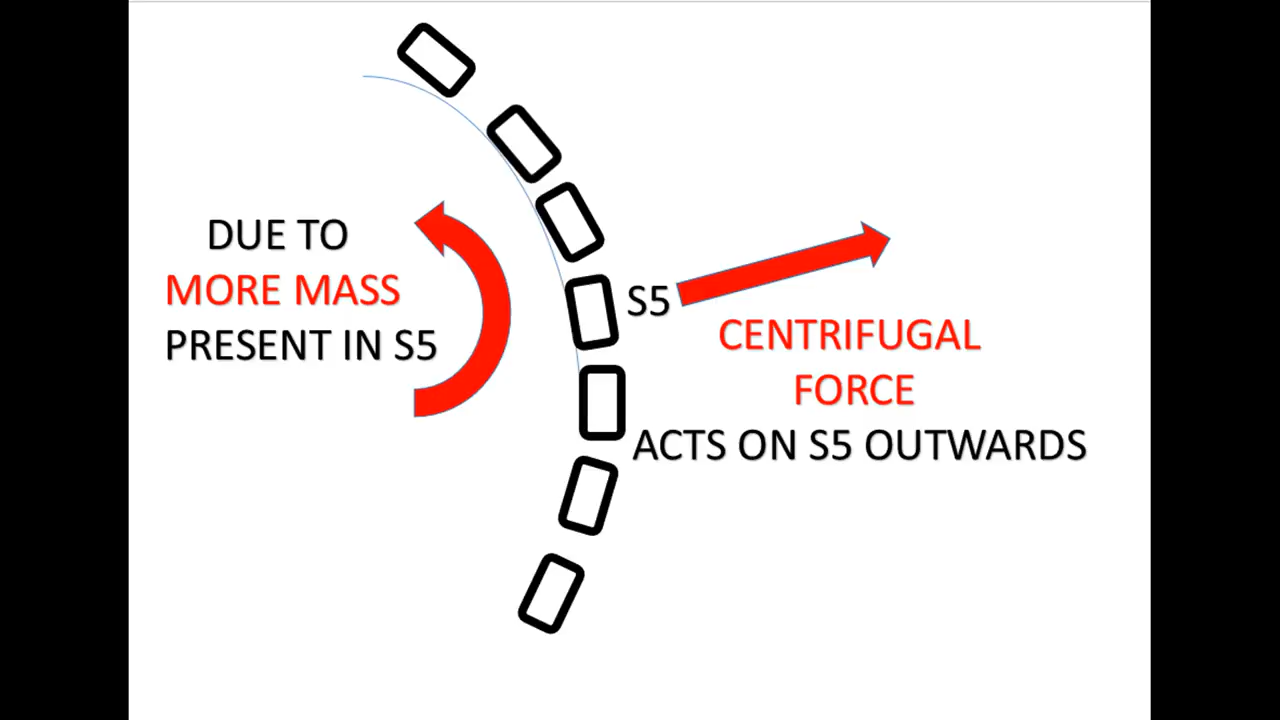 DUE TO
MORE MASS
PRESENT IN S5
S5
CENTRIFUGAL
FORCE
ACTS ON S5 OUTWARDS